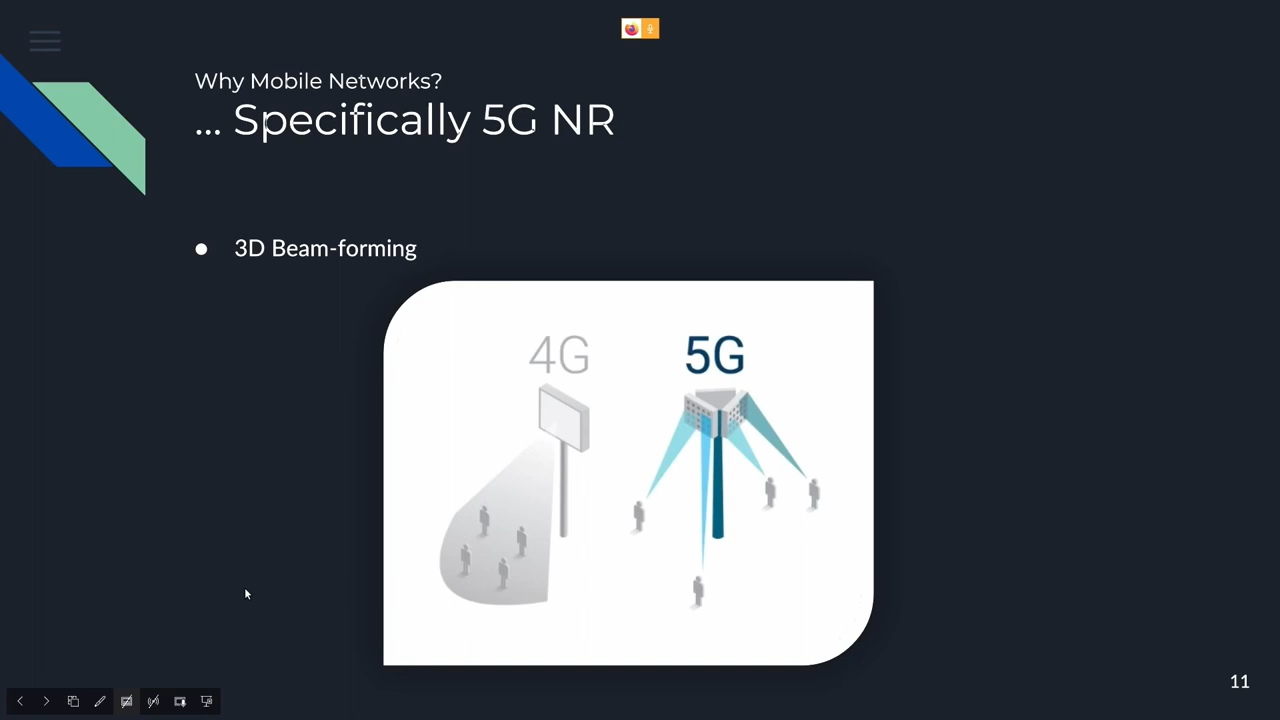 Why Mobile Networks?
... Specifically 5G NR
● 3D Beam-forming
4G 5G
11